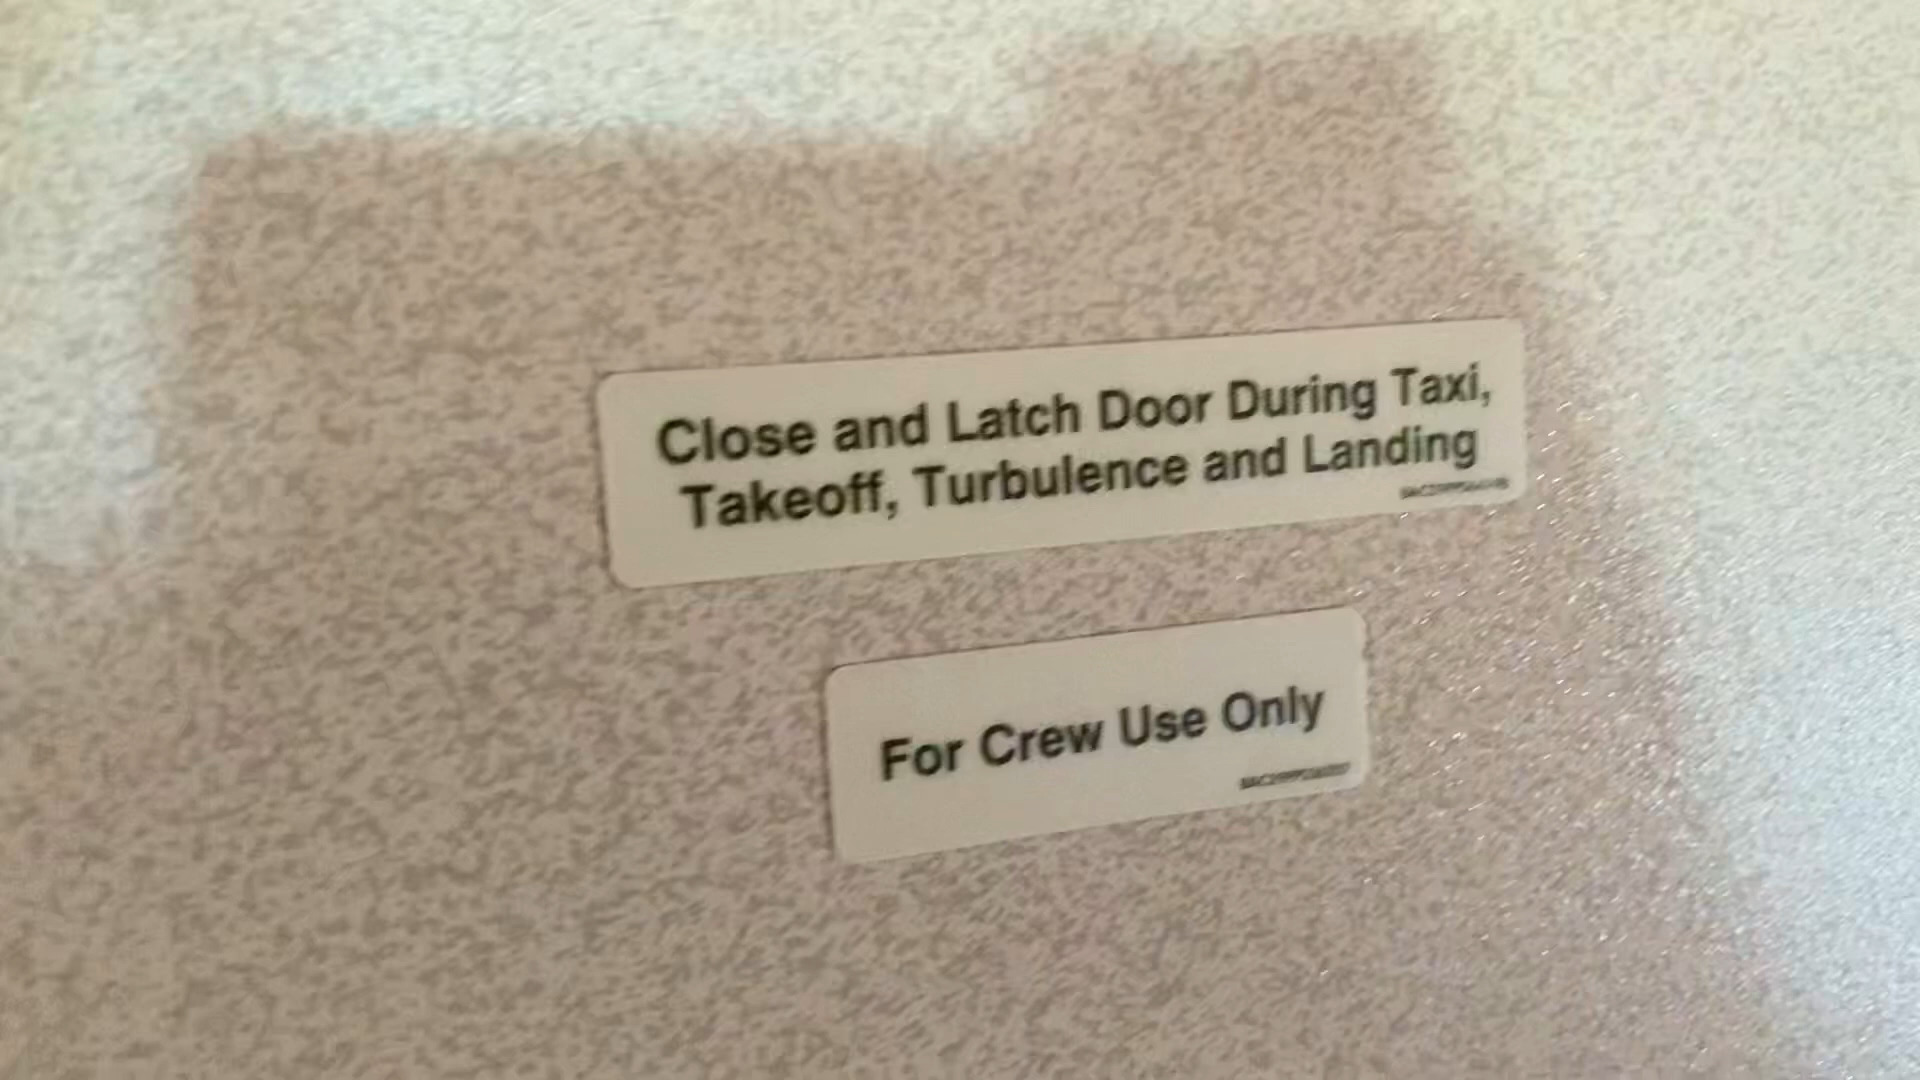 Close and Latch Door During Taxi,
Takeoff, Turbulence and Landing
For Crew Use Only